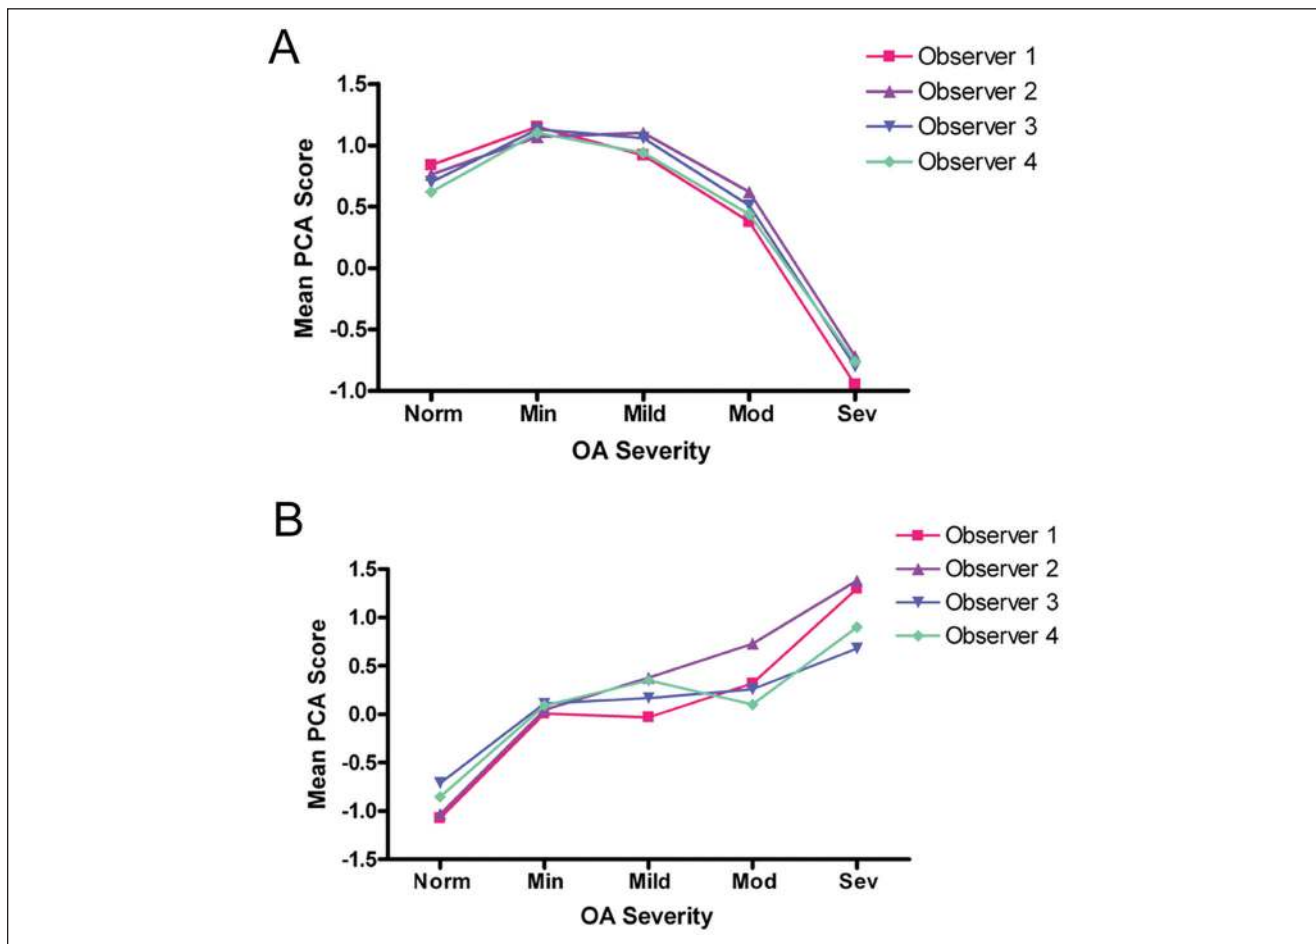 A
Observer 1
Observer 2
Observer 3
Observer 4
Mean PCA Score
1.5
1.0
0.5
0.0
-0.5
-1.0
Norm Min Mild Mod Sev
OA Severity
B
Observer 1
Observer 2
Observer 3
Observer 4
Mean PCA Score
1.5
1.0
0.5
0.0
-0.5
-1.0
-1.5
Norm Min Mild Mod Sev
OA Severity